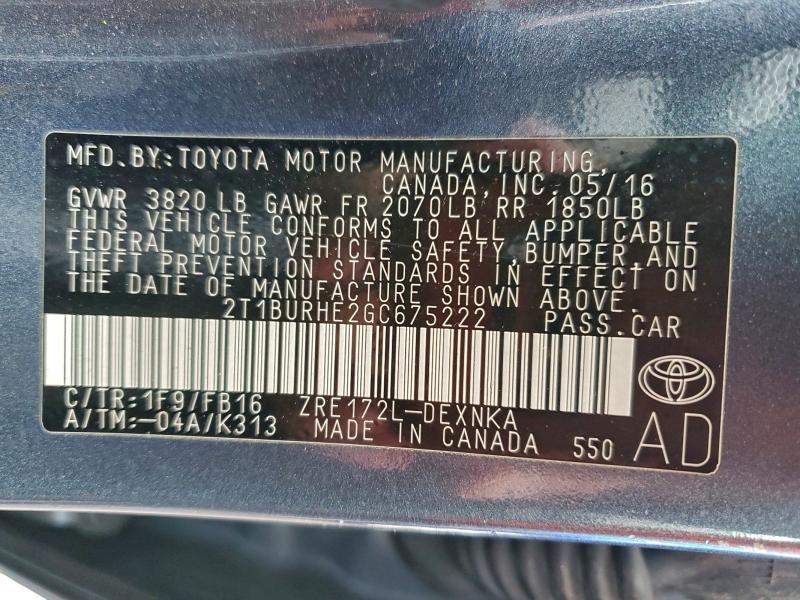 MFD.BY:TOYOTA MOTOR MANUFACTURING,
CANADA,INC.05/16
GVWR 3820 LB GAWR FR 2070LB RR 1850LB
THIS VEHICLE CONFORMS TO ALL APPLICABLE
FEDERAL MOTOR VEHICLE SAFETY,BUMPER,AND
THEFT PREVENTION STANDARDS IN EFFECT ON
THE DATE OF MANUFACTURE SHOWN ABOVE.
2T1BURHE2GC675222 PASS.CAR
C/TR:1F9/FB16 ZRE172L-DEXNKA
A/TM:-04A/K313 MADE IN CANADA 550 AD